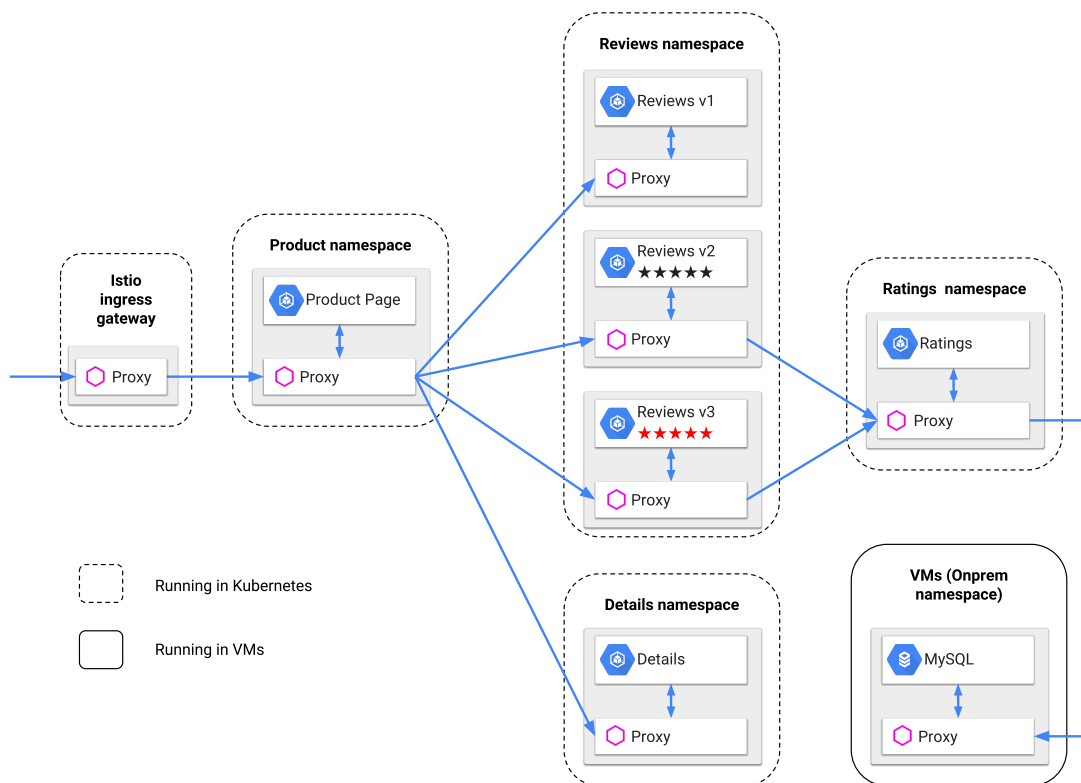 Istio
ingress
gateway
Proxy
Product namespace
Product Page
Proxy
Reviews namespace
Reviews v1
Proxy
Reviews v2
★★★★★
Proxy
Reviews v3
★★★★★
Proxy
Ratings namespace
Ratings
Proxy
Details namespace
Details
Proxy
VMs (Onprem
namespace)
MySQL
Proxy
Running in Kubernetes
Running in VMs